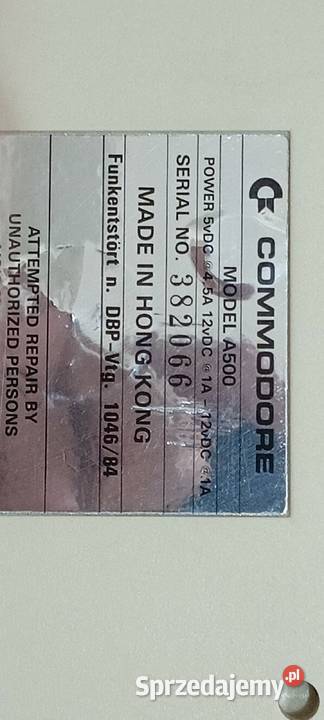 COMMODORE
MODEL A500
POWER 5vDC @ 4.5A 12vDC @ 1A – 12vDC @ 1A
SERIAL NO. 382066
MADE IN HONG KONG
Funkentstört n. DBP-Vtg. 1046/84
ATTEMPTED REPAIR BY
UNAUTHORIZED PERSONS
Sprzedajemy.pl